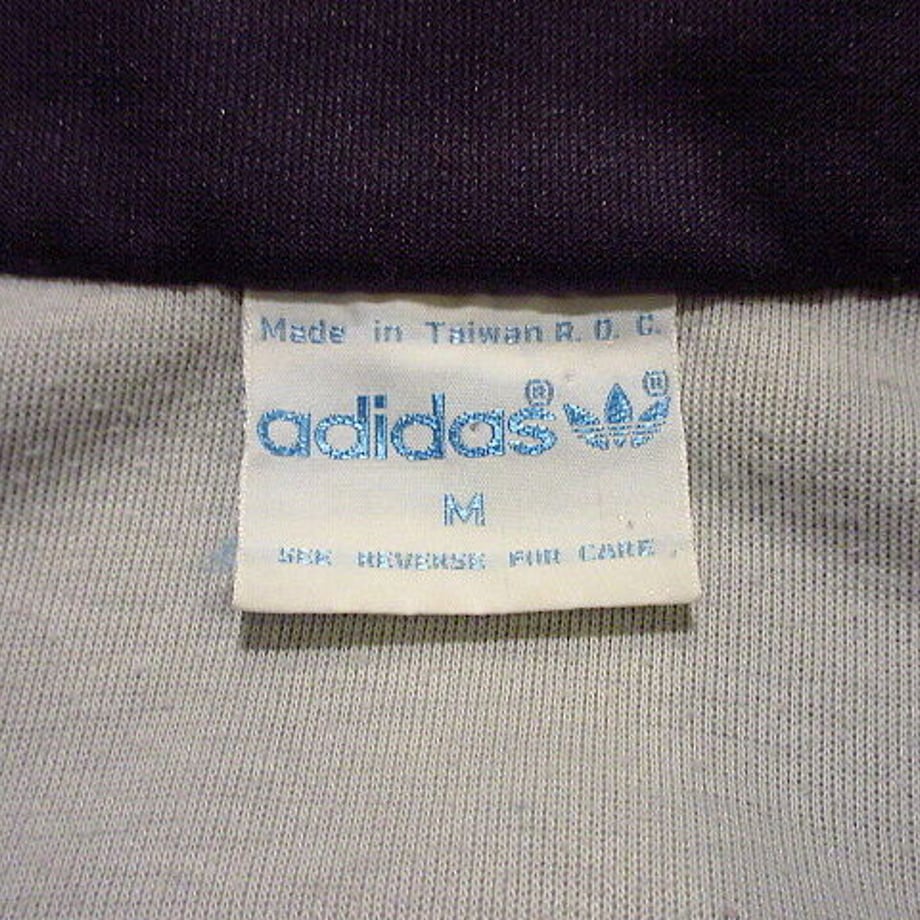 Made in Taiwan R. O. C.
adidas® ®
M
SEE REVERSE FOR CARE